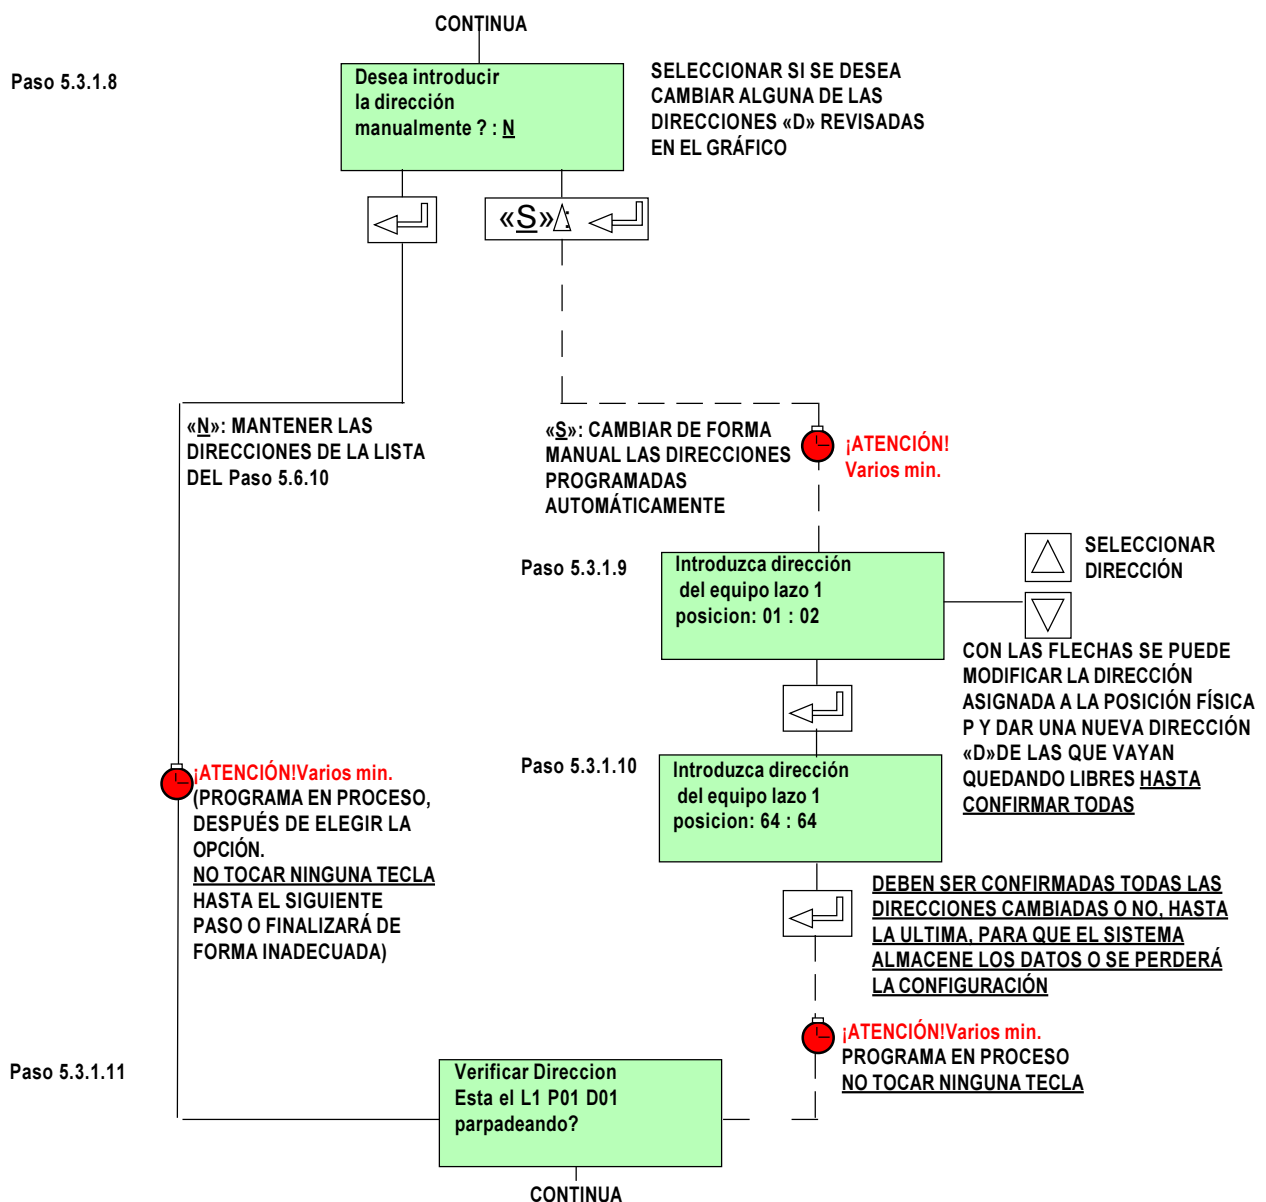 CONTINUA
Paso 5.3.1.8
Desea introducir
la dirección
manualmente ? : N
SELECCIONAR SI SE DESEA
CAMBIAR ALGUNA DE LAS
DIRECCIONES «D» REVISADAS
EN EL GRÁFICO
«S» :
«N»: MANTENER LAS
DIRECCIONES DE LA LISTA
DEL Paso 5.6.10
«S»: CAMBIAR DE FORMA
MANUAL LAS DIRECCIONES
PROGRAMADAS
AUTOMÁTICAMENTE
¡ATENCIÓN!
Varios min.
Paso 5.3.1.9
Introduzca dirección
del equipo lazo 1
posicion: 01 : 02
SELECCIONAR
DIRECCIÓN
CON LAS FLECHAS SE PUEDE
MODIFICAR LA DIRECCIÓN
ASIGNADA A LA POSICIÓN FÍSICA
P Y DAR UNA NUEVA DIRECCIÓN
«D»DE LAS QUE VAYAN
QUEDANDO LIBRES HASTA
CONFIRMAR TODAS
Paso 5.3.1.10
Introduzca dirección
del equipo lazo 1
posicion: 64 : 64
¡ATENCIÓN!Varios min.
(PROGRAMA EN PROCESO,
DESPUÉS DE ELEGIR LA
OPCIÓN.
NO TOCAR NINGUNA TECLA
HASTA EL SIGUIENTE
PASO O FINALIZARÁ DE
FORMA INADECUADA)
DEBEN SER CONFIRMADAS TODAS LAS
DIRECCIONES CAMBIADAS O NO, HASTA
LA ULTIMA, PARA QUE EL SISTEMA
ALMACENE LOS DATOS O SE PERDERÁ
LA CONFIGURACIÓN
¡ATENCIÓN!Varios min.
PROGRAMA EN PROCESO
NO TOCAR NINGUNA TECLA
Paso 5.3.1.11
Verificar Direccion
Esta el L1 P01 D01
parpadeando?
CONTINUA